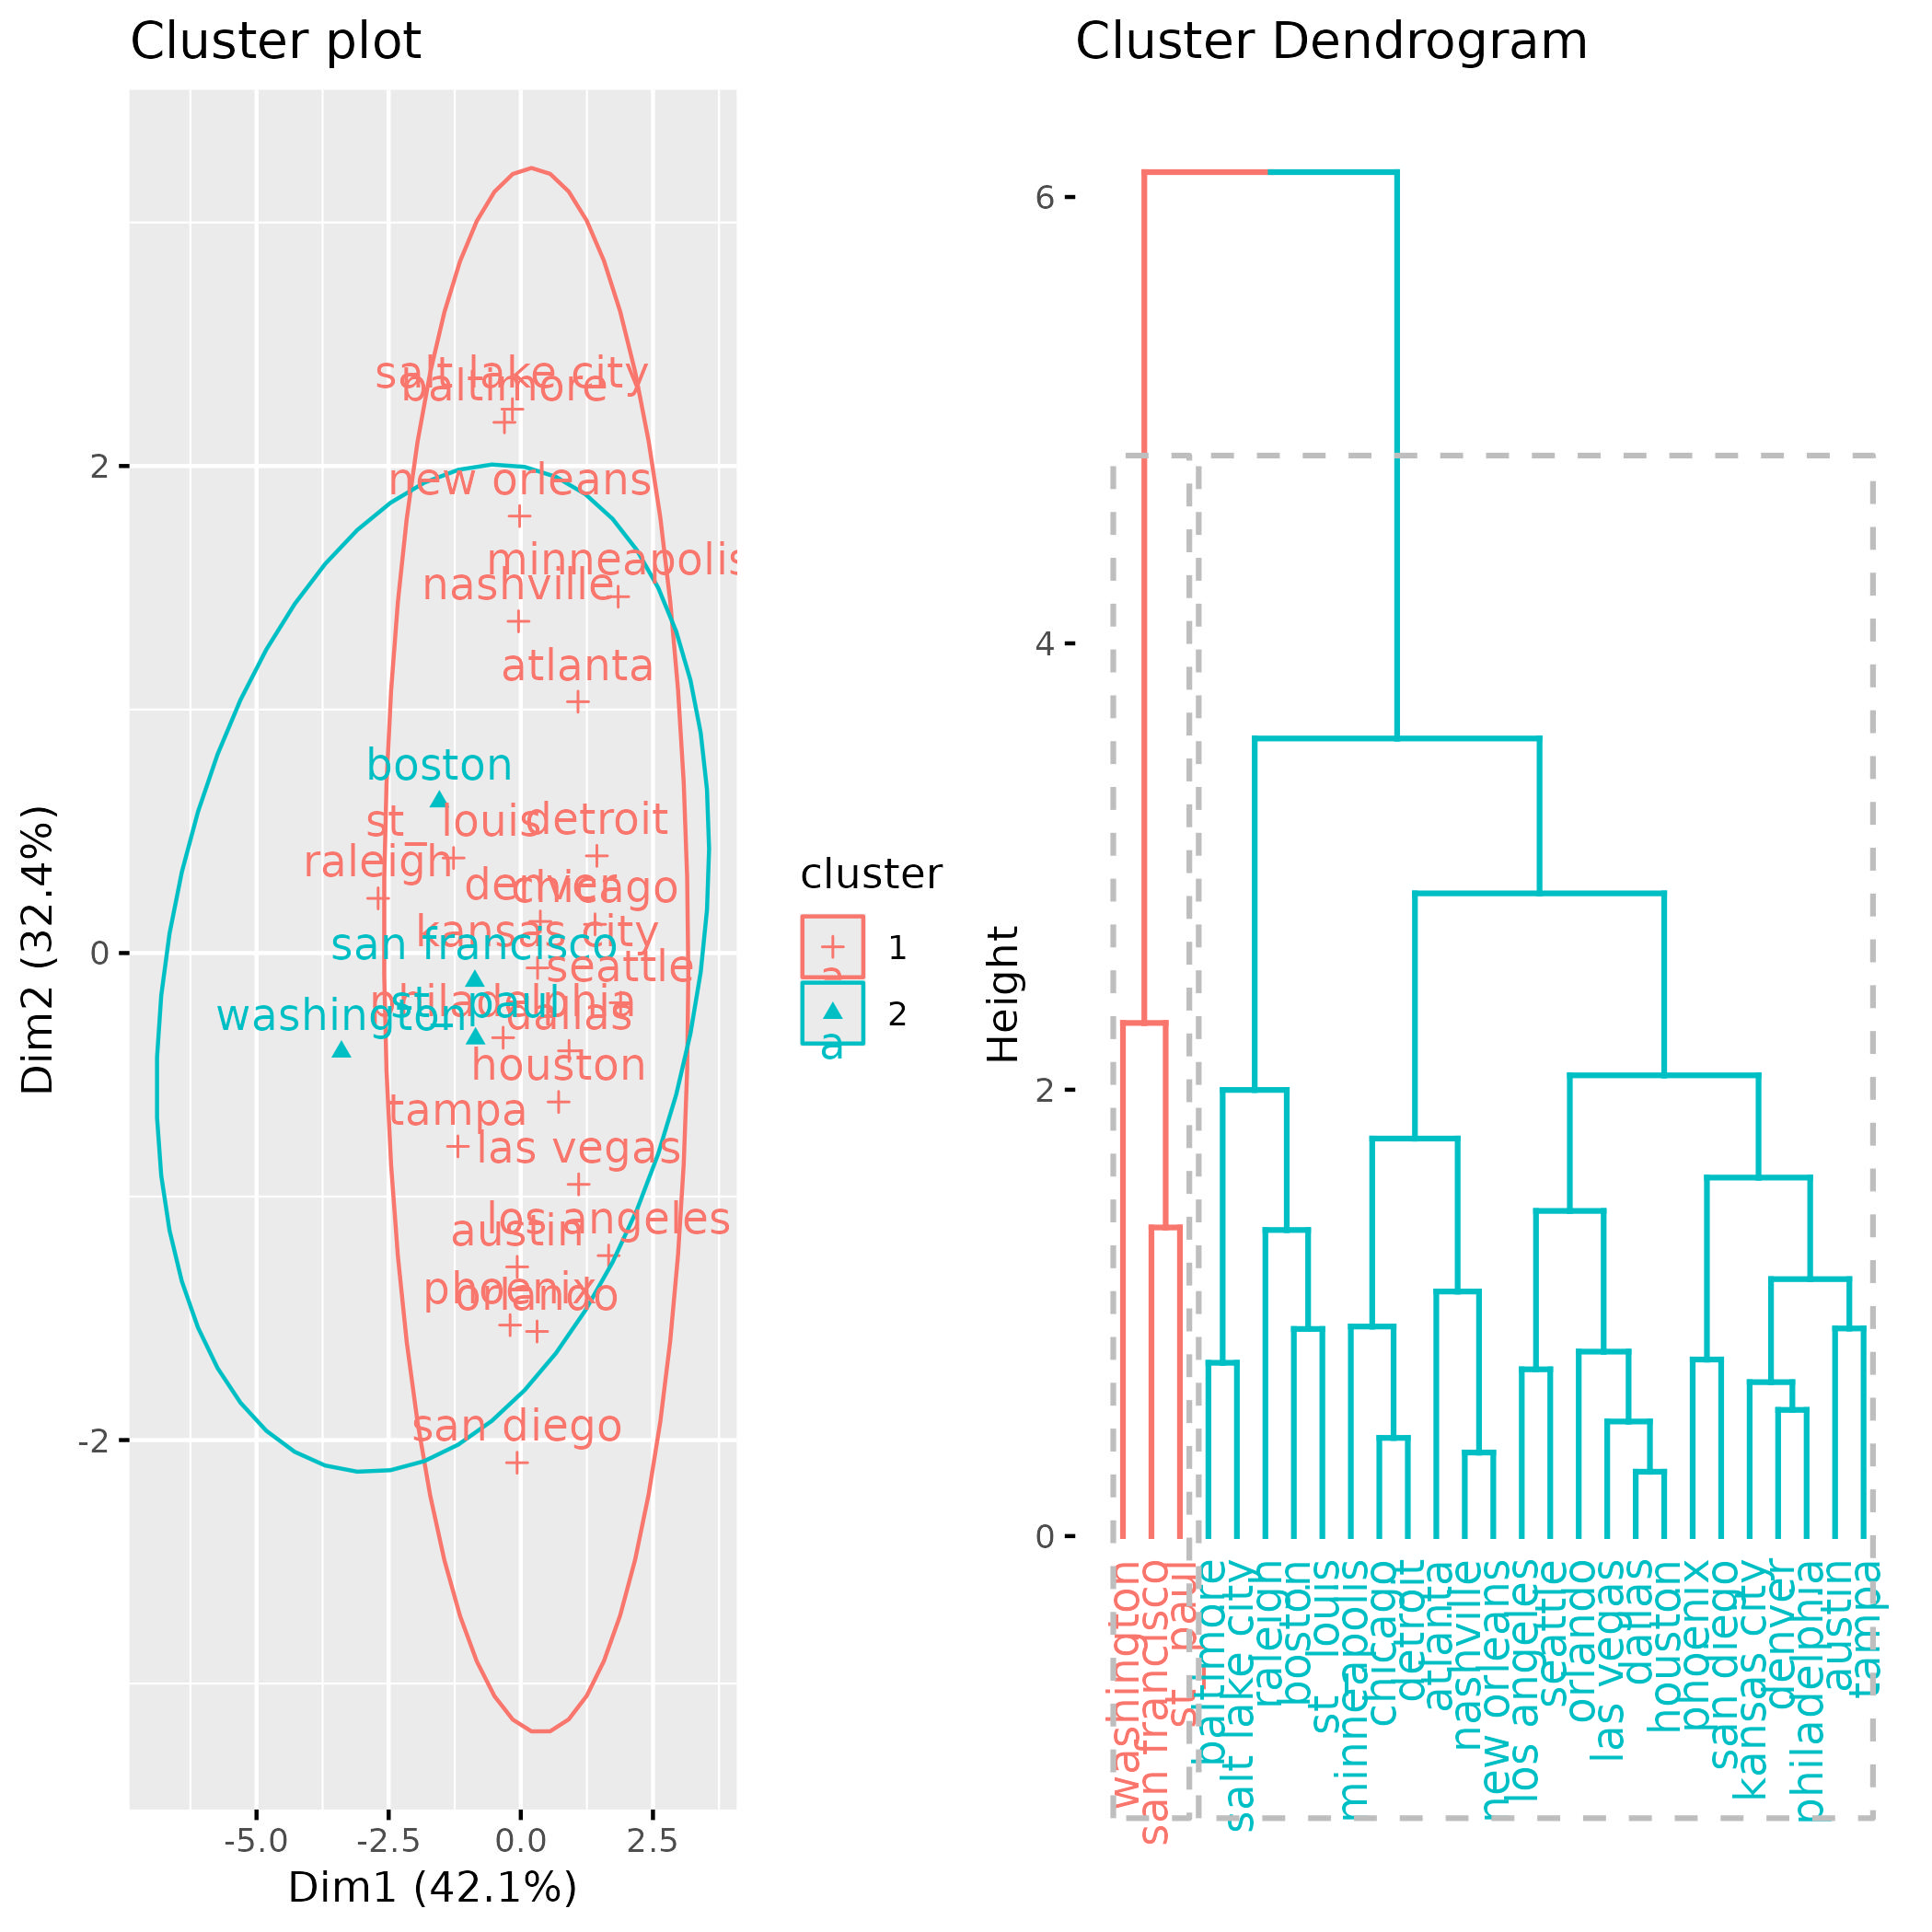 Cluster plot
salt lake city
baltimore
new orleans
minneapolis
nashville
atlanta
boston
st_louis
detroit
raleigh
denver
chicago
kansas city
san francisco
seattle
philadelphia
st_paul
washington
dallas
houston
tampa
las vegas
los angeles
austin
phoenix
orlando
san diego
2
0
-2
Dim2 (32.4%)
-5.0
-2.5
0.0
2.5
Dim1 (42.1%)
cluster
a
1
a
2
Cluster Dendrogram
6
4
2
0
Height
washington
san francisco
st_paul
baltimore
salt lake city
raleigh
boston
st_louis
minneapolis
chicago
detroit
atlanta
nashville
new orleans
los angeles
seattle
orlando
las vegas
dallas
houston
phoenix
san diego
kansas city
denver
philadelphia
austin
tampa